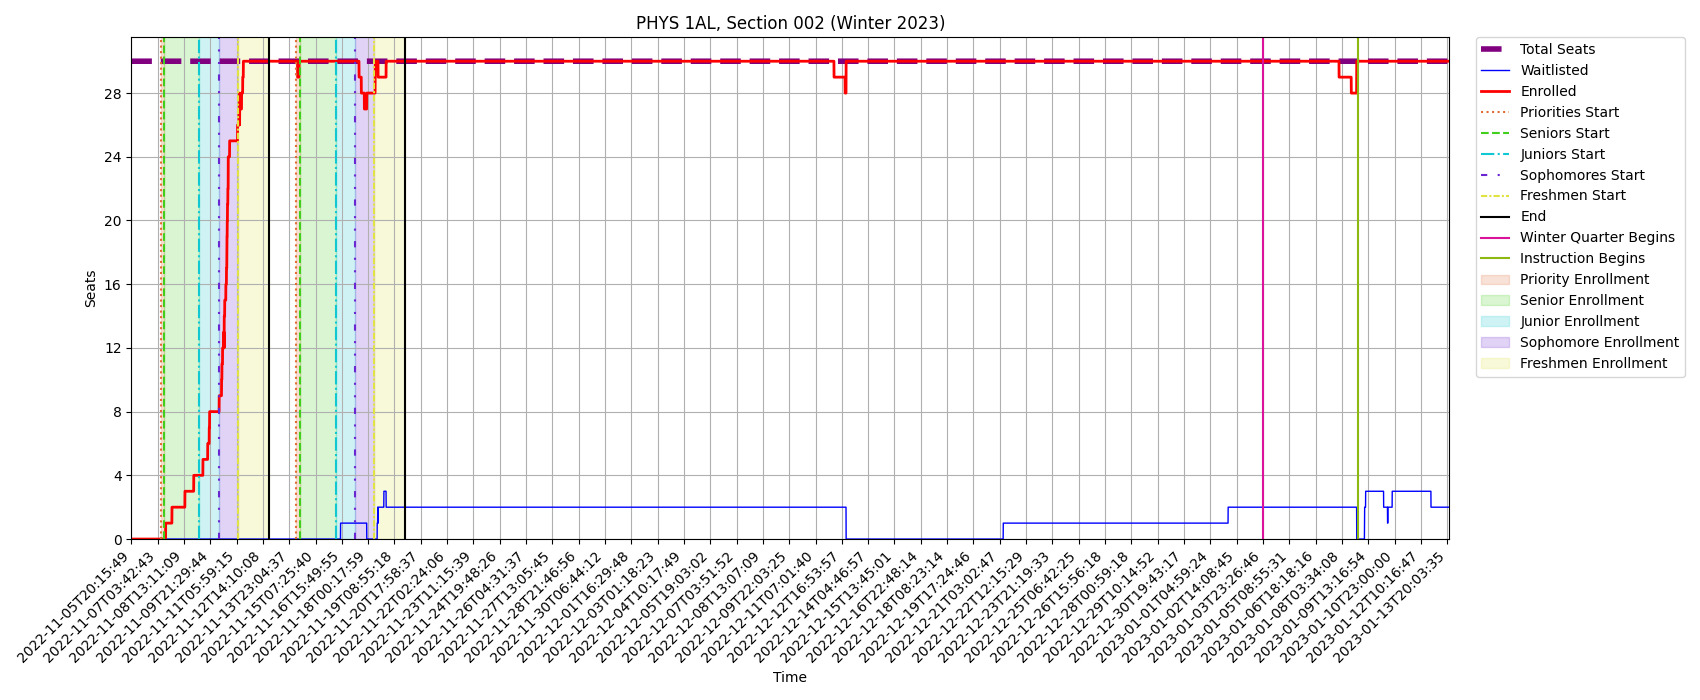 PHYS 1AL, Section 002 (Winter 2023)
Seats
28
24
20
16
12
8
4
0
2022-11-05T20:15:49
2022-11-07T03:42:43
2022-11-08T13:11:09
2022-11-09T21:29:44
2022-11-11T05:59:15
2022-11-12T14:10:08
2022-11-13T23:04:37
2022-11-15T07:25:40
2022-11-16T15:49:55
2022-11-18T00:17:59
2022-11-19T08:55:18
2022-11-20T17:58:37
2022-11-22T02:24:06
2022-11-23T11:15:39
2022-11-24T19:48:26
2022-11-26T04:31:37
2022-11-27T13:05:45
2022-11-28T21:46:56
2022-11-30T06:44:12
2022-12-01T16:29:48
2022-12-03T01:18:23
2022-12-04T10:17:49
2022-12-05T19:03:02
2022-12-07T03:51:52
2022-12-08T13:07:09
2022-12-09T22:03:25
2022-12-11T07:01:40
2022-12-12T16:53:57
2022-12-14T04:46:57
2022-12-15T13:45:01
2022-12-16T22:48:14
2022-12-18T08:23:14
2022-12-19T17:24:46
2022-12-21T03:02:47
2022-12-22T12:15:29
2022-12-23T21:19:33
2022-12-25T06:42:25
2022-12-26T15:56:18
2022-12-28T00:59:18
2022-12-29T10:14:52
2022-12-30T19:43:17
2023-01-01T04:59:24
2023-01-02T14:08:45
2023-01-03T23:26:46
2023-01-05T08:55:31
2023-01-06T18:18:16
2023-01-08T03:34:08
2023-01-09T13:16:54
2023-01-10T23:00:00
2023-01-12T10:16:47
2023-01-13T20:03:35
Time
Total Seats
Waitlisted
Enrolled
Priorities Start
Seniors Start
Juniors Start
Sophomores Start
Freshmen Start
End
Winter Quarter Begins
Instruction Begins
Priority Enrollment
Senior Enrollment
Junior Enrollment
Sophomore Enrollment
Freshmen Enrollment